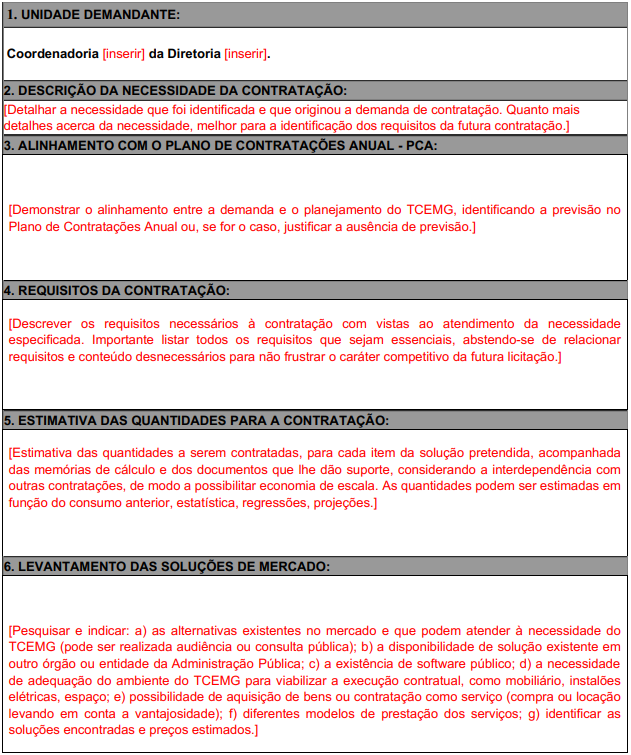 1. UNIDADE DEMANDANTE:
Coordenadoria [inserir] da Diretoria [inserir].
2. DESCRIÇÃO DA NECESSIDADE DA CONTRATAÇÃO:
[Detalhar a necessidade que foi identificada e que originou a demanda de contratação. Quanto mais
detalhes acerca da necessidade, melhor para a identificação dos requisitos da futura contratação.]
3. ALINHAMENTO COM O PLANO DE CONTRATAÇÕES ANUAL - PCA:
[Demonstrar o alinhamento entre a demanda e o planejamento do TCEMG, identificando a previsão no
Plano de Contratações Anual ou, se for o caso, justificar a ausência de previsão.]
4. REQUISITOS DA CONTRATAÇÃO:
[Descrever os requisitos necessários à contratação com vistas ao atendimento da necessidade
especificada. Importante listar todos os requisitos que sejam essenciais, abstendo-se de relacionar
requisitos e conteúdo desnecessários para não frustrar o caráter competitivo da futura licitação.]
5. ESTIMATIVA DAS QUANTIDADES PARA A CONTRATAÇÃO:
[Estimativa das quantidades a serem contratadas, para cada item da solução pretendida, acompanhada
das memórias de cálculo e dos documentos que lhe dão suporte, considerando a interdependência com
outras contratações, de modo a possibilitar economia de escala. As quantidades podem ser estimadas em
função do consumo anterior, estatística, regressões, projeções.]
6. LEVANTAMENTO DAS SOLUÇÕES DE MERCADO:
[Pesquisar e indicar: a) as alternativas existentes no mercado e que podem atender à necessidade do
TCEMG (pode ser realizada audiência ou consulta pública); b) a disponibilidade de solução existente em
outro órgão ou entidade da Administração Pública; c) a existência de software público; d) a necessidade
de adequação do ambiente do TCEMG para viabilizar a execução contratual, como mobiliário, instalões
elétricas, espaço; e) possibilidade de aquisição de bens ou contratação como serviço (compra ou locação
levando em conta a vantajosidade); f) diferentes modelos de prestação dos serviços; g) identificar as
soluções encontradas e preços estimados.]